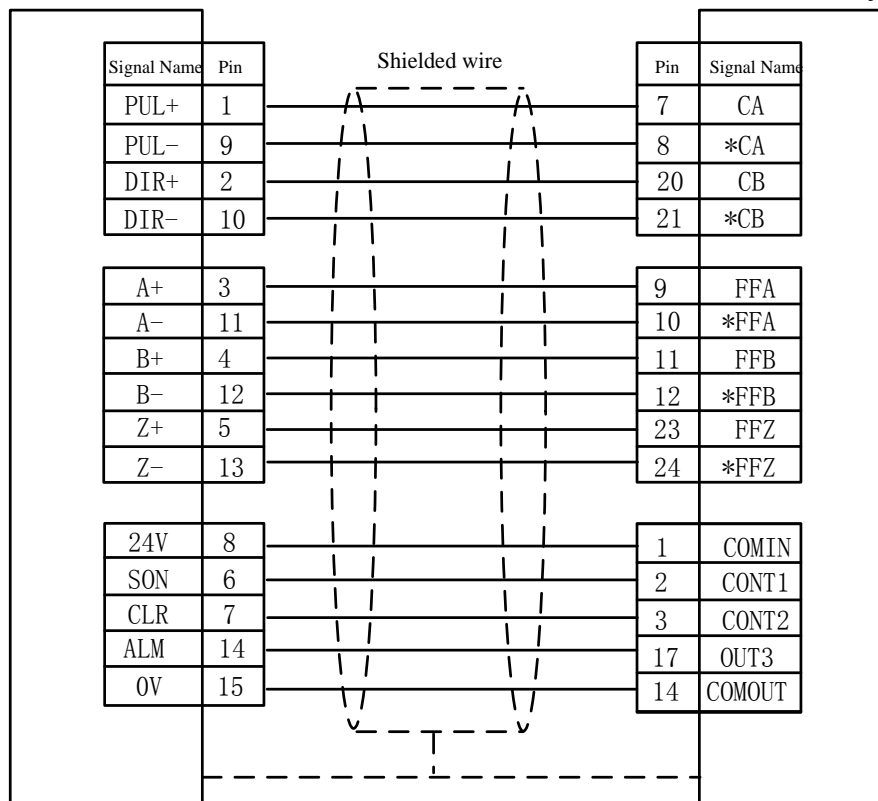 Shielded wire
Signal Name Pin Pin Signal Name
PUL+ 1 7 CA
PUL- 9 8 *CA
DIR+ 2 20 CB
DIR- 10 21 *CB
A+ 3 9 FFA
A- 11 10 *FFA
B+ 4 11 FFB
B- 12 12 *FFB
Z+ 5 23 FFZ
Z- 13 24 *FFZ
24V 8 1 COMIN
SON 6 2 CONT1
CLR 7 3 CONT2
ALM 14 17 OUT3
0V 15 14 COMOUT